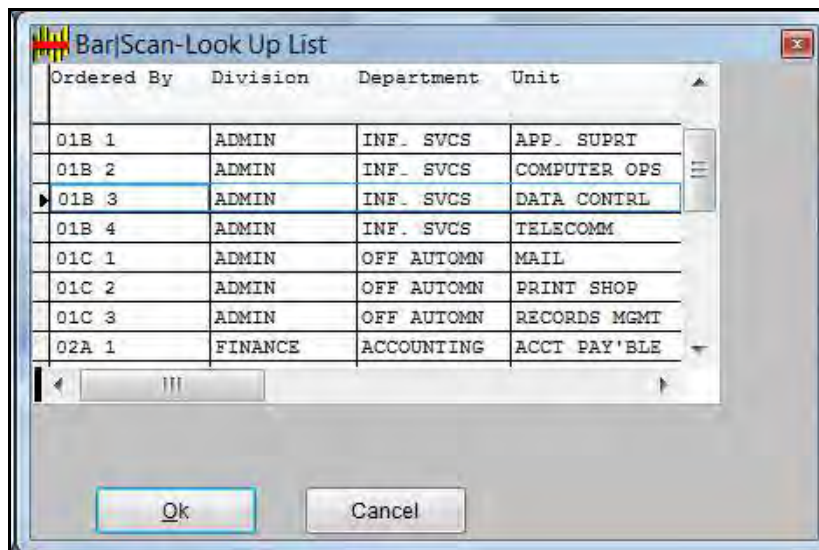 Bar|Scan-Look Up List
Ordered By Division Department Unit
01B 1 ADMIN INF. SVCS APP. SUPRT
01B 2 ADMIN INF. SVCS COMPUTER OPS
01B 3 ADMIN INF. SVCS DATA CONTRL
01B 4 ADMIN INF. SVCS TELECOMM
01C 1 ADMIN OFF AUTOMN MAIL
01C 2 ADMIN OFF AUTOMN PRINT SHOP
01C 3 ADMIN OFF AUTOMN RECORDS MGMT
02A 1 FINANCE ACCOUNTING ACCT PAY'BLE
Ok Cancel